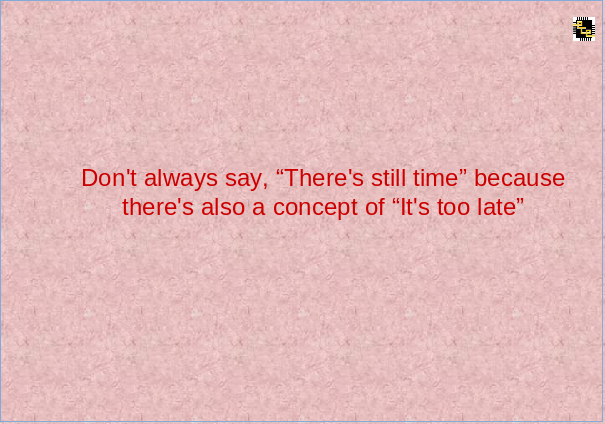 Don't always say, “There's still time” because
there's also a concept of “It's too late”